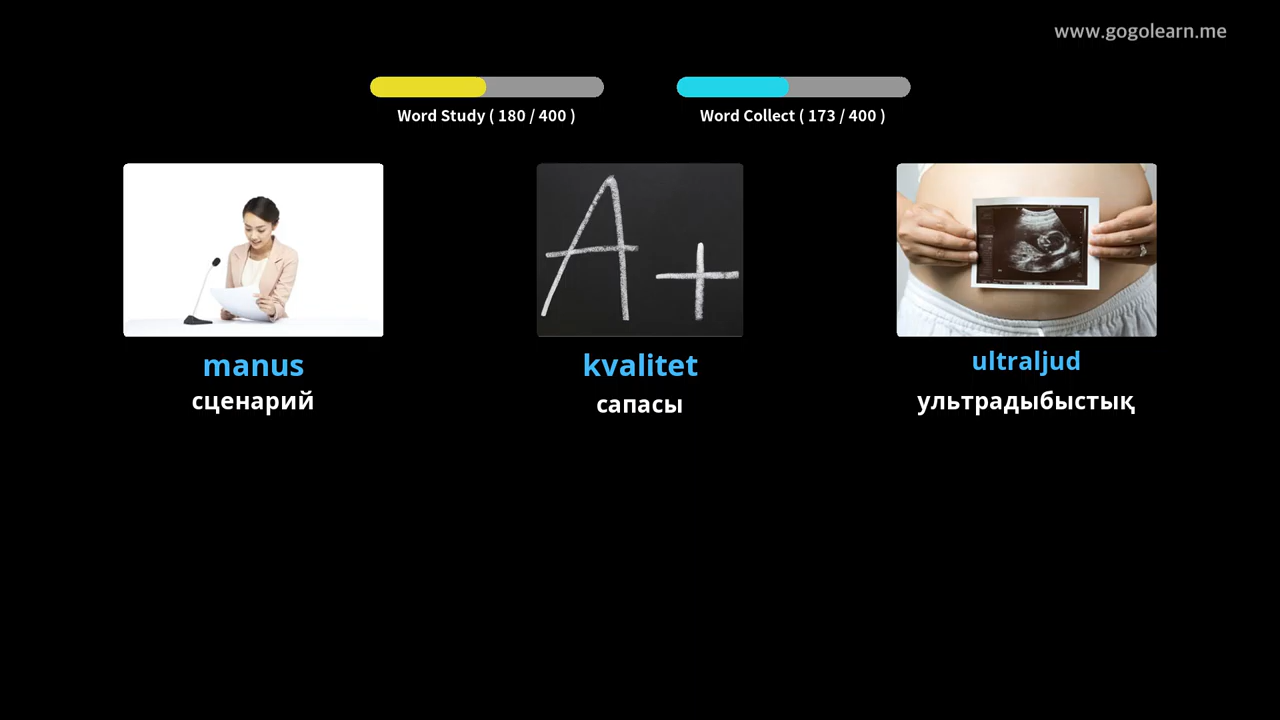 www.gogolearn.me
Word Study ( 180 / 400 )
Word Collect ( 173 / 400 )
A+
manus
kvalitet
ultraljud
сценарий
сапасы
ультрадыбыстық